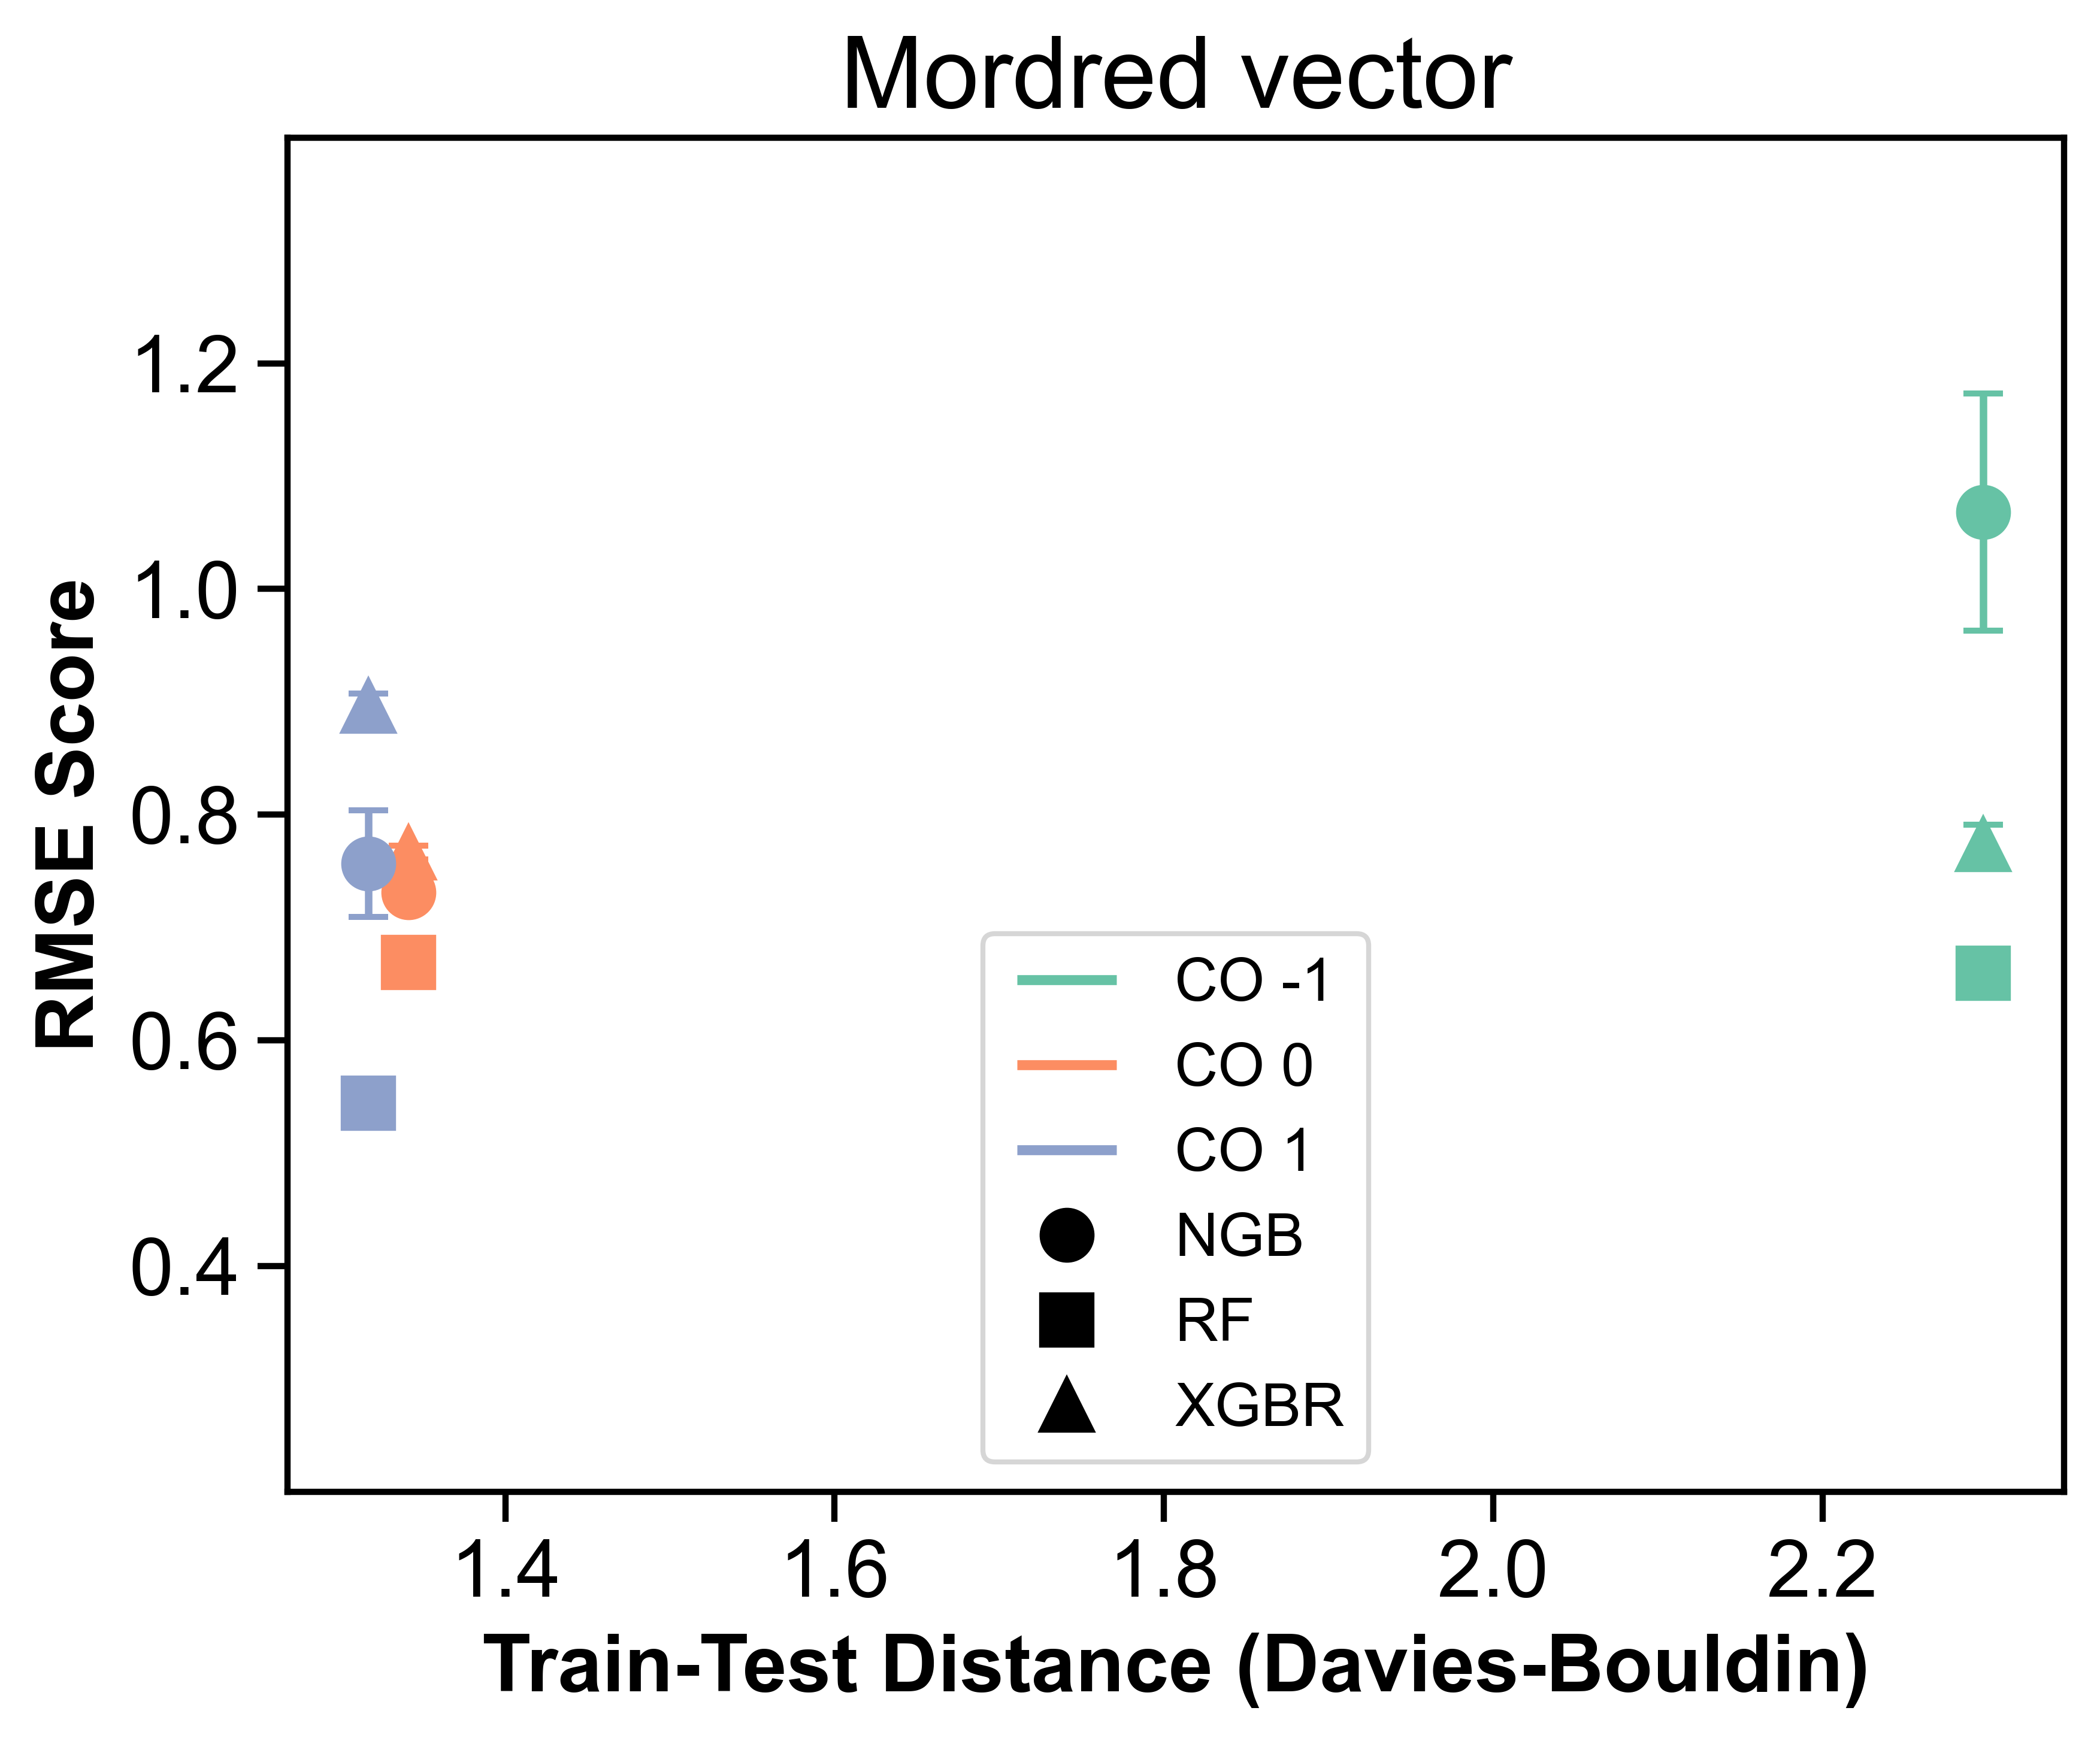 Mordred vector
1.2
1.0
0.8
0.6
0.4
RMSE Score
CO -1
CO 0
CO 1
NGB
RF
XGBR
1.4 1.6 1.8 2.0 2.2
Train-Test Distance (Davies-Bouldin)